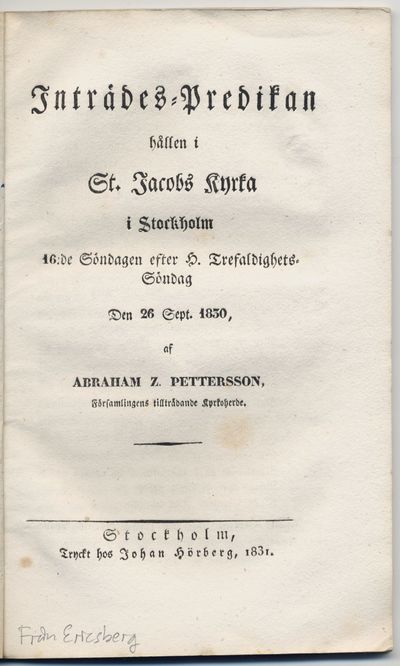 Inträdes-Predikan
hållen i
St. Jacobs Kyrka
i Stockholm
16:de Söndagen efter H. Trefaldighets-
Söndag
Den 26 Sept. 1830,
af
ABRAHAM Z. PETTERSSON,
Församlingens tillträdande Kyrkoherde.
Stockholm,
Tryckt hos Johan Hörberg, 1831.
Från Ericsberg